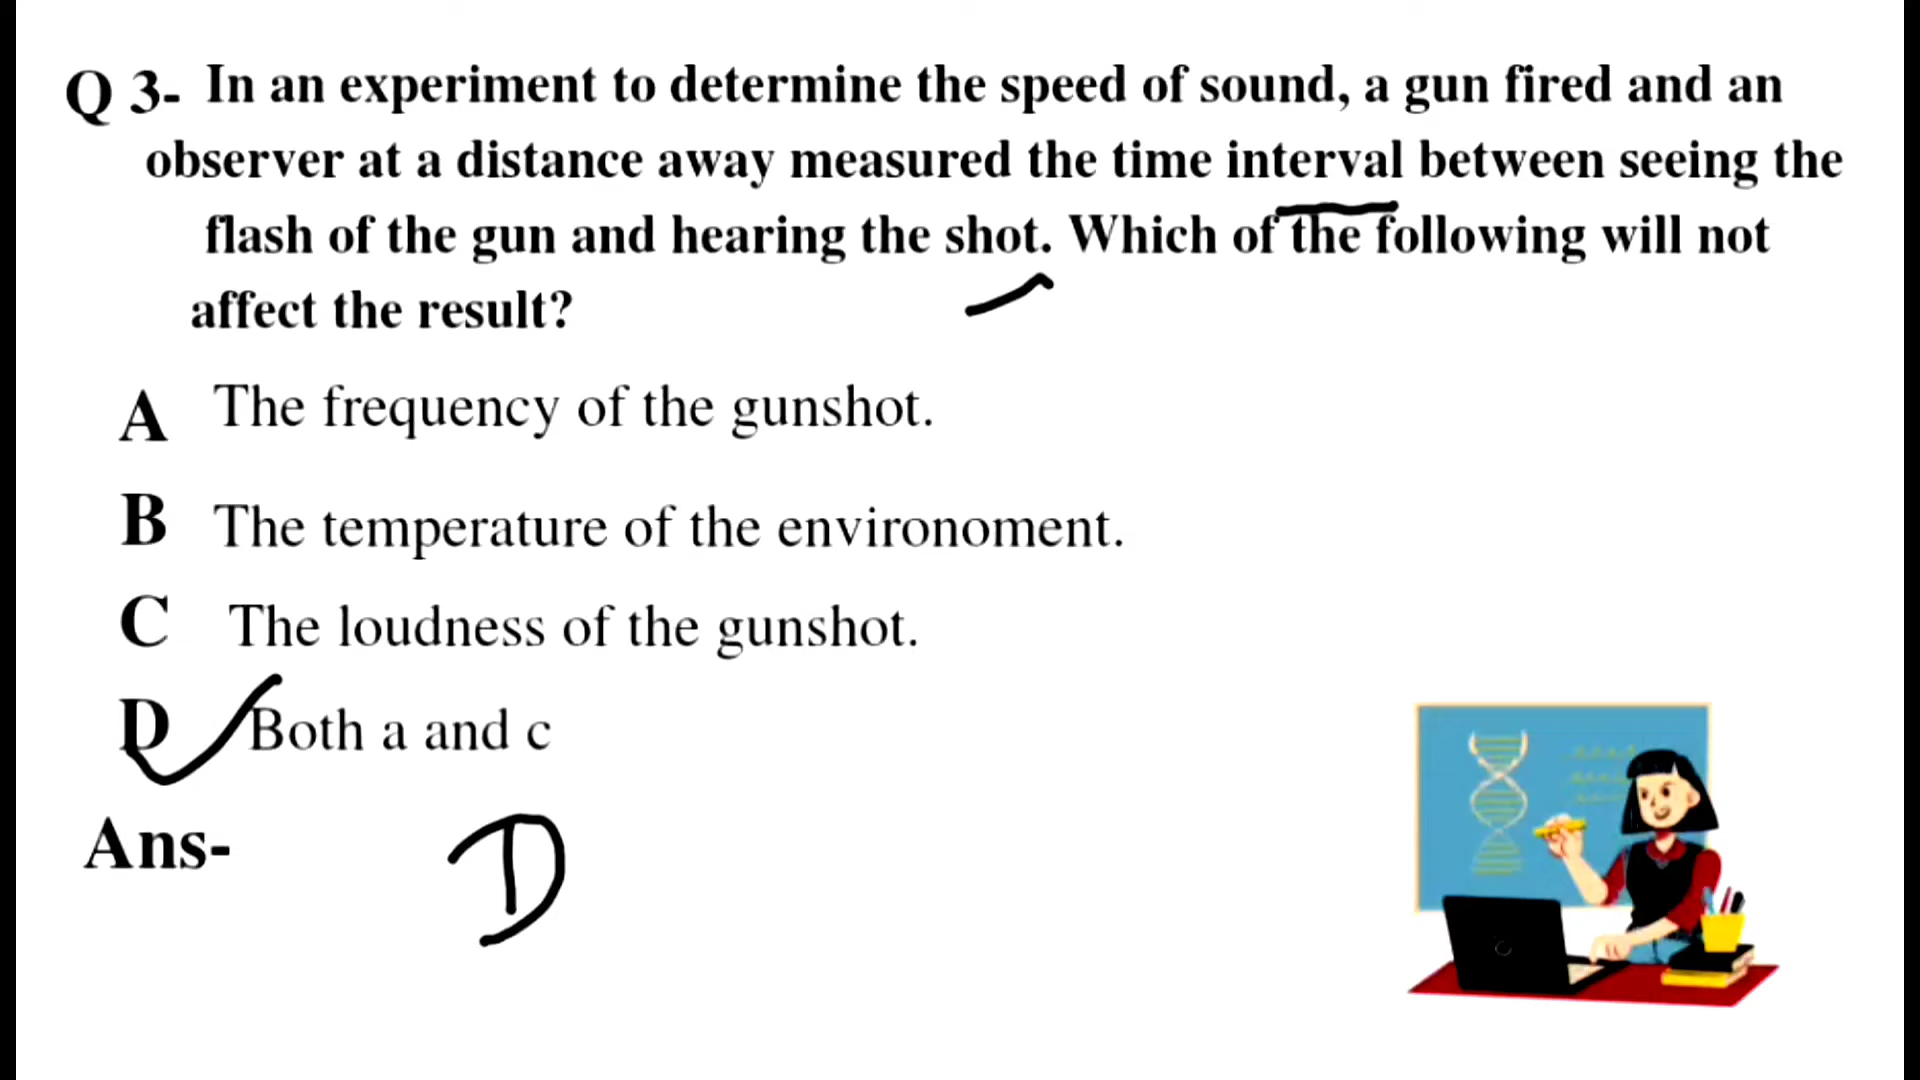 Q 3- In an experiment to determine the speed of sound, a gun fired and an
observer at a distance away measured the time interval between seeing the
flash of the gun and hearing the shot. Which of the following will not
affect the result?
A The frequency of the gunshot.
B The temperature of the environoment.
C The loudness of the gunshot.
D Both a and c
Ans- D